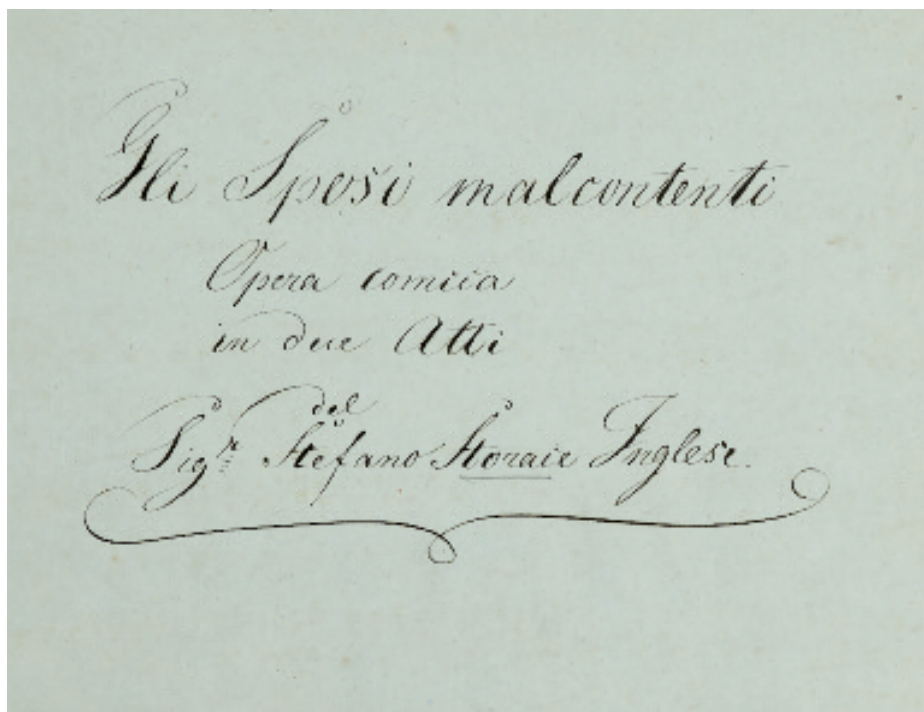 Gli Sposi malcontenti
Opera comica
in due Atti
del
Sig.r Stefano Storace Inglese.